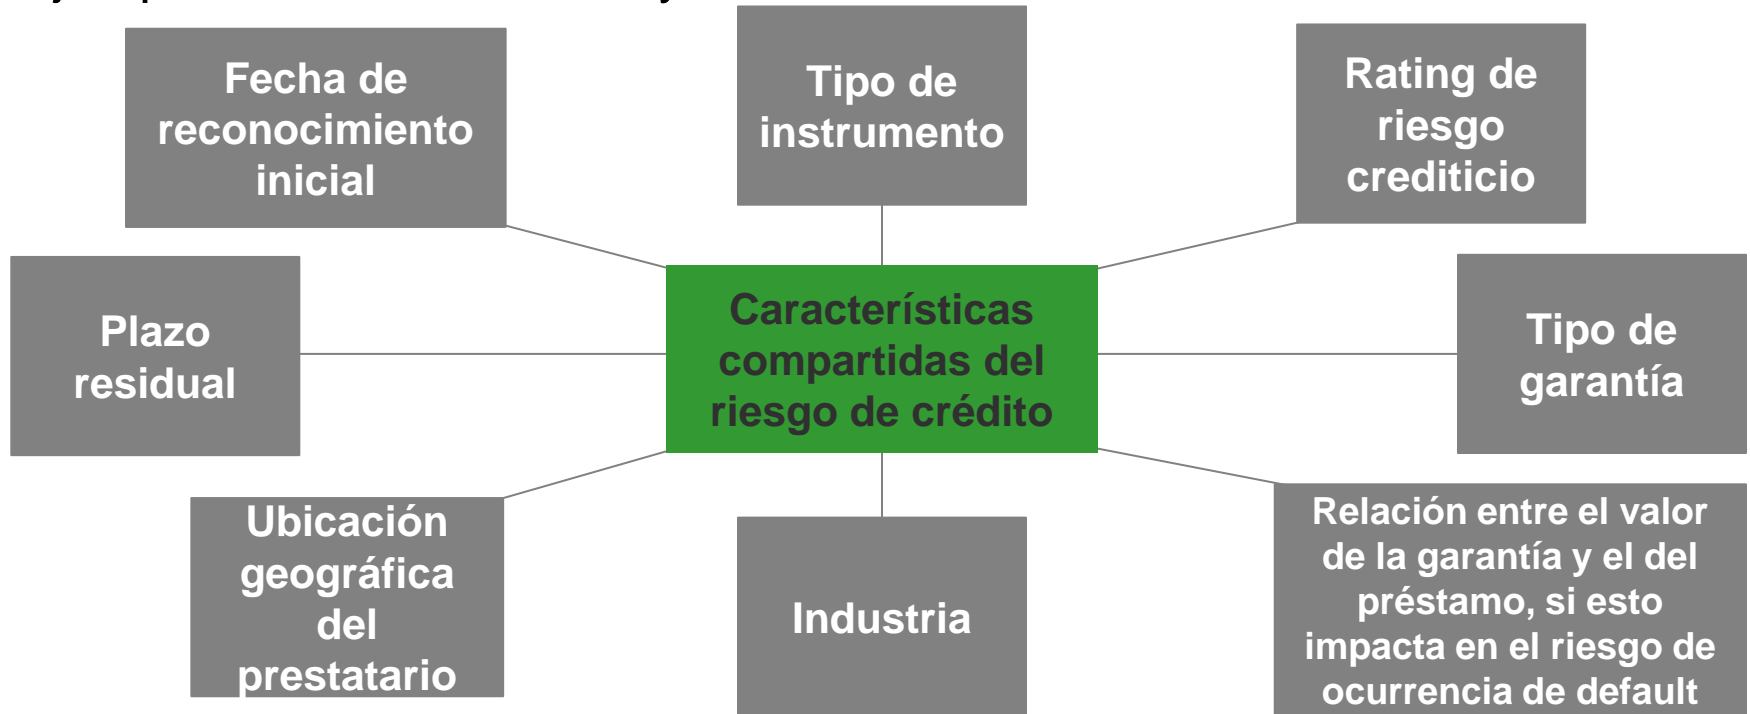 Fecha de
reconocimiento
inicial
Tipo de
instrumento
Rating de
riesgo
crediticio
Plazo
residual
Características
compartidas del
riesgo de crédito
Tipo de
garantía
Ubicación
geográfica
del
prestatario
Industria
Relación entre el valor
de la garantía y el del
préstamo, si esto
impacta en el riesgo de
ocurrencia de default